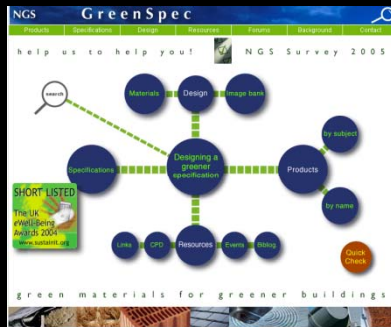 NGS GreenSpec
Products Specifications Design Resources Forums Background Contact
help us to help you! NGS Survey 2005
search
Materials Design Image bank
by subject
Designing a
greener
specification
Specifications
Products
SHORT LISTED
The UK
eWell-Being
Awards 2004
www.sustainit.org
by name
Links CPD Resources Events Biblog
Quick
Check
green materials for greener buildings